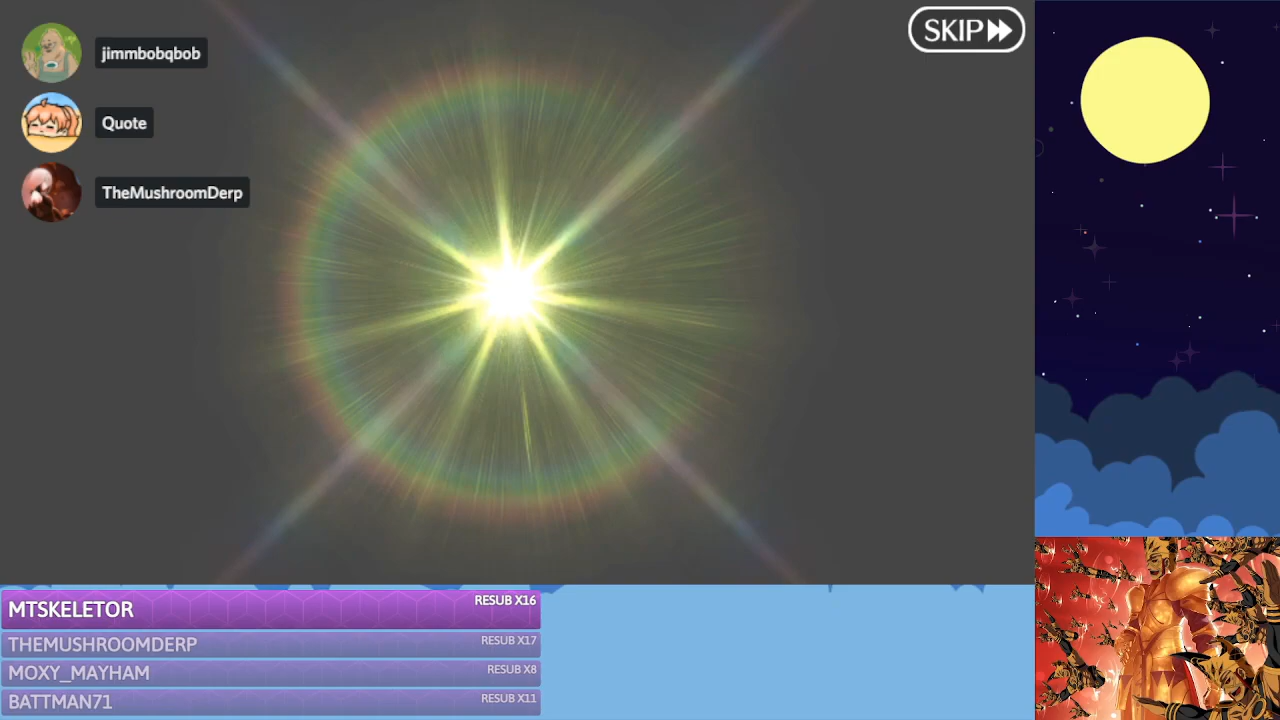 jimmbobqbob
SKIP
Quote
TheMushroomDerp
MTSKELETOR RESUB X16
THEMUSHROOMDERP RESUB X17
MOXY_MAYHAM RESUB X8
BATTMAN71 RESUB X11